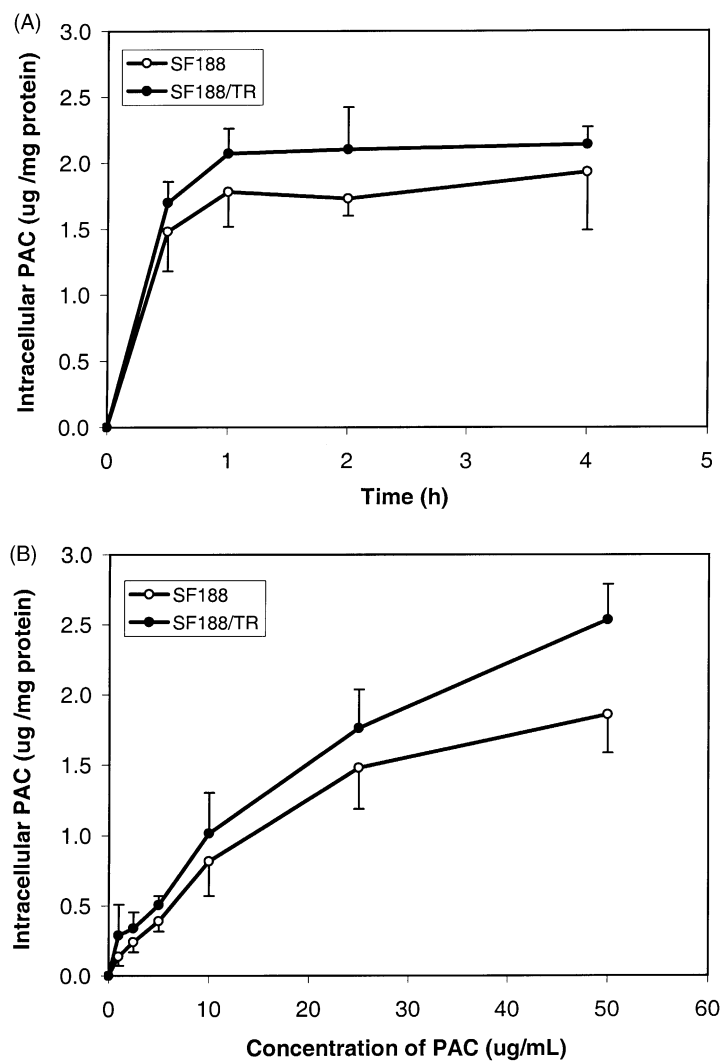 (A)
3.0
SF188
SF188/TR
2.5
2.0
1.5
1.0
0.5
0.0
Intracellular PAC (ug /mg protein)
0 1 2 3 4 5
Time (h)
(B)
3.0
SF188
SF188/TR
2.5
2.0
1.5
1.0
0.5
0.0
Intracellular PAC (ug /mg protein)
0 10 20 30 40 50 60
Concentration of PAC (ug/mL)